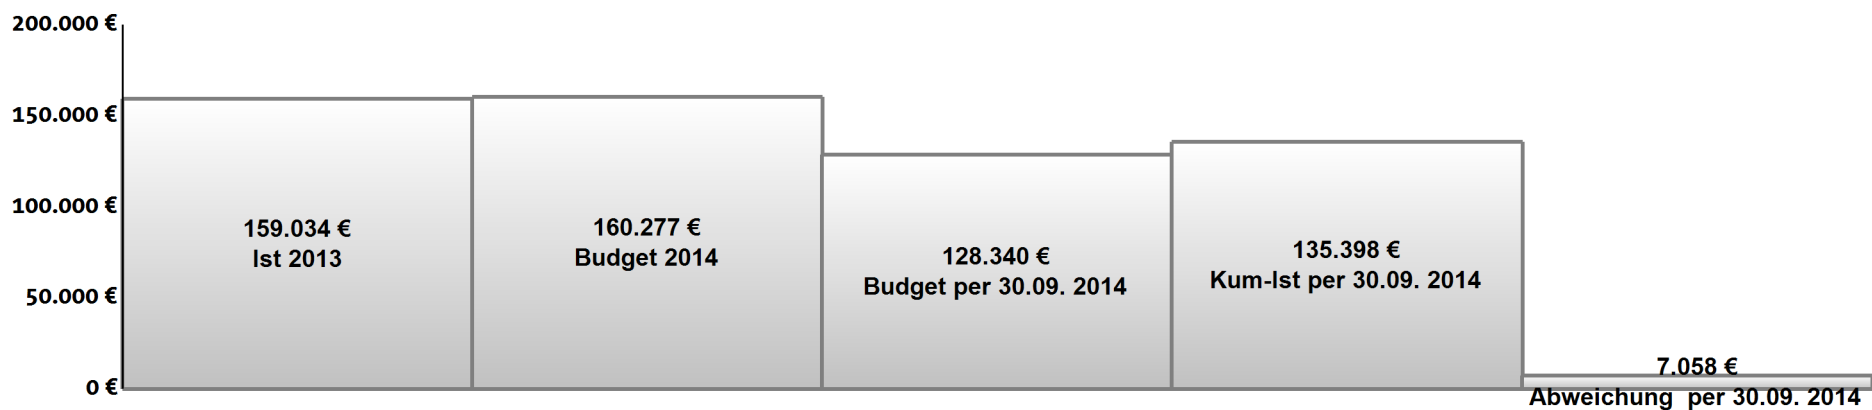 200.000 €
150.000 €
100.000 €
50.000 €
0 €
159.034 €
Ist 2013
160.277 €
Budget 2014
128.340 €
Budget per 30.09. 2014
135.398 €
Kum-Ist per 30.09. 2014
7.058 €
Abweichung  per 30.09. 2014